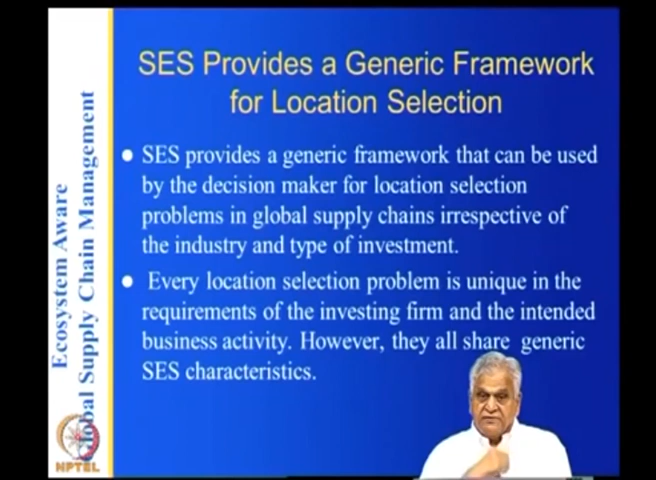 SES Provides a Generic Framework
for Location Selection
SES provides a generic framework that can be used
by the decision maker for location selection
problems in global supply chains irrespective of
the industry and type of investment.
Every location selection problem is unique in the
requirements of the investing firm and the intended
business activity. However, they all share generic
SES characteristics.
Ecosystem Aware
Global Supply Chain Management
NPTEL